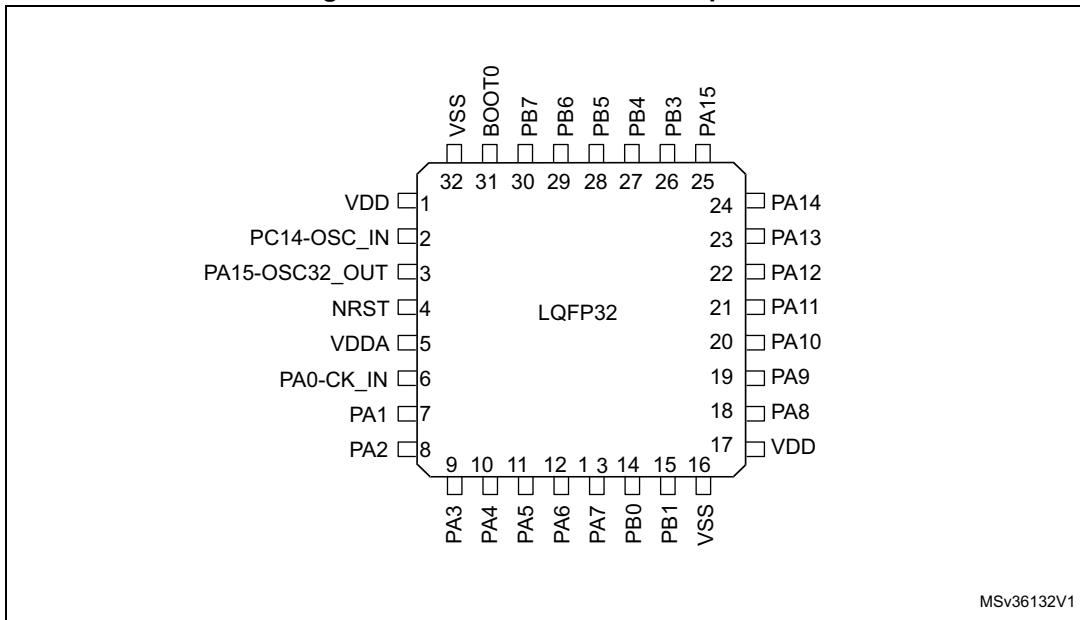 VSS
BOOT0
PB7
PB6
PB5
PB4
PB3
PA15
32 31 30 29 28 27 26 25
VDD 1
PC14-OSC_IN 2
PA15-OSC32_OUT 3
NRST 4
VDDA 5
PA0-CK_IN 6
PA1 7
PA2 8
LQFP32
24 PA14
23 PA13
22 PA12
21 PA11
20 PA10
19 PA9
18 PA8
17 VDD
9 10 11 12 1 3 14 15 16
PA3
PA4
PA5
PA6
PA7
PB0
PB1
VSS
MSv36132V1